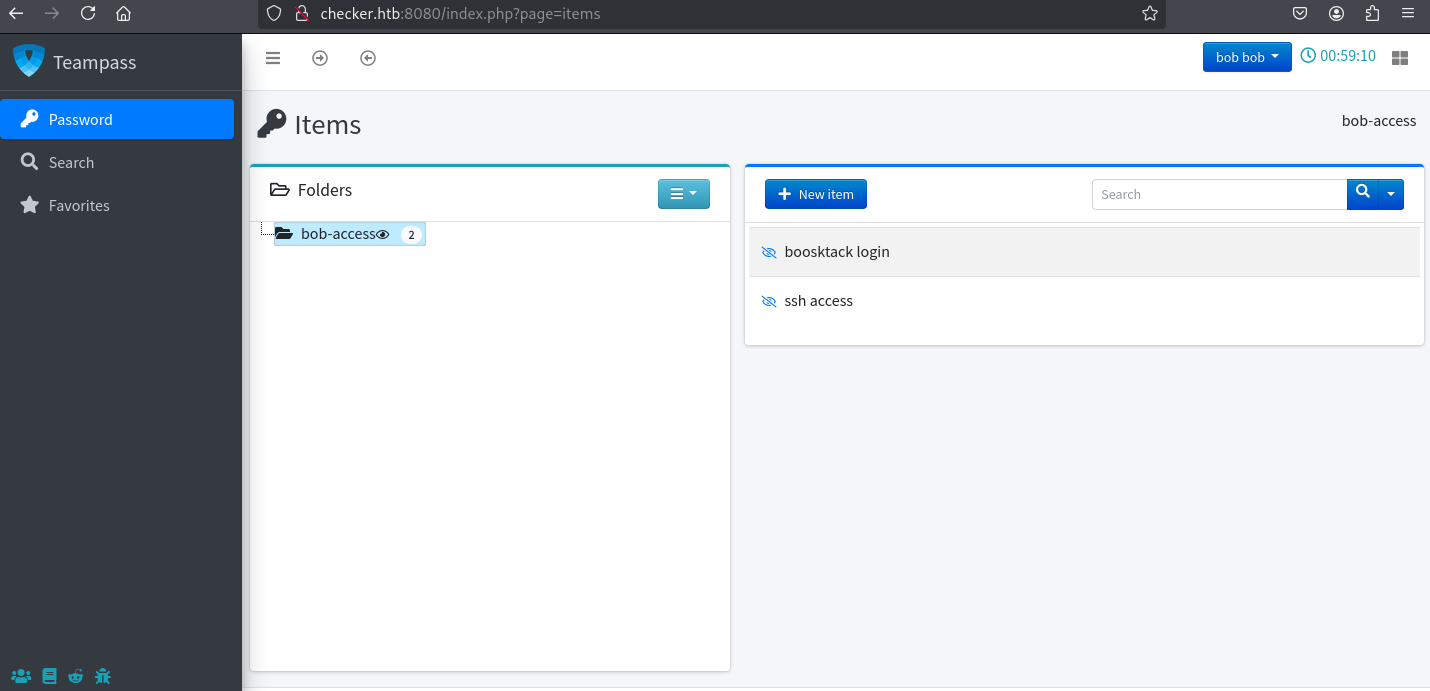 checker.htb:8080/index.php?page=items
Teampass
bob bob
00:59:10
Password
Items
bob-access
Search
Folders
New item
Search
Favorites
bob-access 2
boosktack login
ssh access